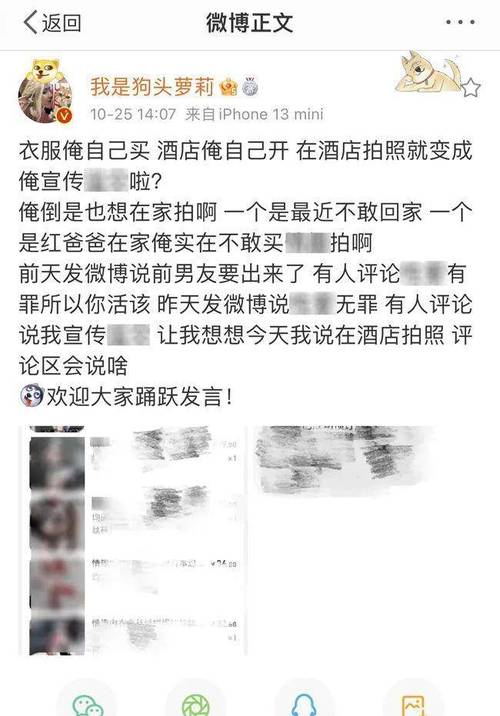 返回
微博正文
我是狗头萝莉
10-25 14:07 来自iPhone 13 mini
衣服俺自己买 酒店俺自己开 在酒店拍照就变成
俺宣传 啦?
俺倒是也想在家拍啊 一个是最近不敢回家 一个
是红爸爸在家俺实在不敢买 拍啊
前天发微博说前男友要出来了 有人评论 有
罪所以你活该 昨天发微博说 无罪 有人评论
说我宣传 让我想想今天我说在酒店拍照 评
论区会说啥
欢迎大家踊跃发言!
×1
×1